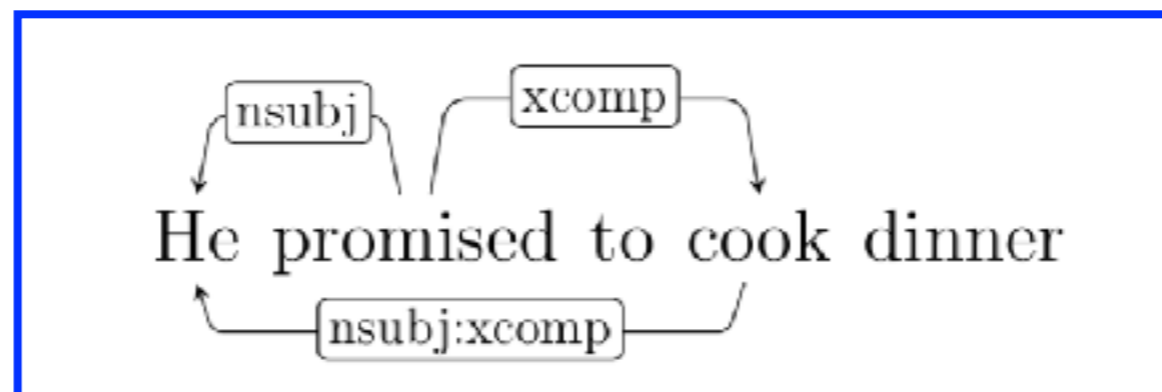 nsubj xcomp
He promised to cook dinner
nsubj:xcomp